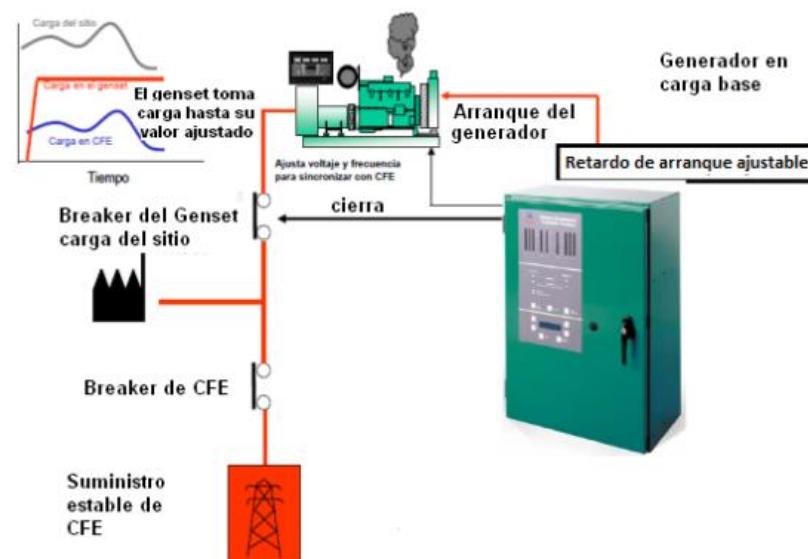 Carga del sitio
Carga en el genset
Carga en CFE
Tiempo
El genset toma
carga hasta su
valor ajustado
Generador en
carga base
Arranque del
generador
Retardo de arranque ajustable
Ajusta voltaje y frecuencia
para sincronizar con CFE
Breaker del Genset
carga del sitio
cierra
Breaker de CFE
Suministro
estable de
CFE